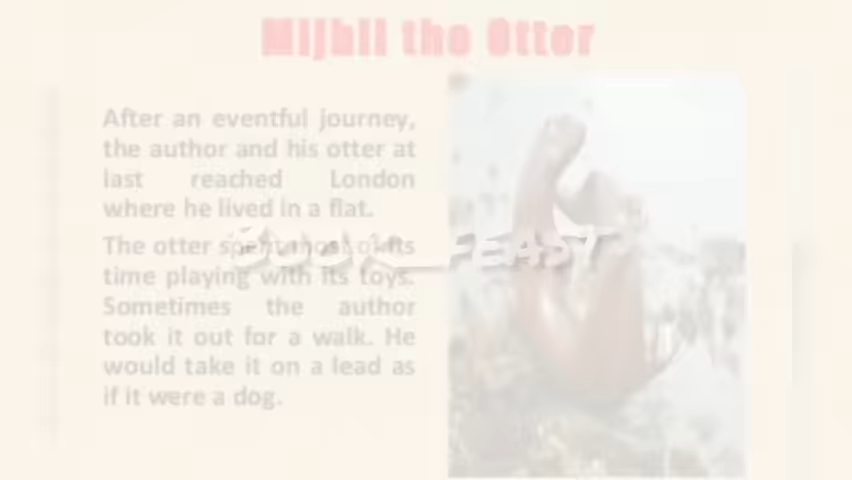 Mijbil the Otter
After an eventful journey,
the author and his otter at
last reached London
where he lived in a flat.
The otter spent most of its
time playing with its toys.
Sometimes the author
took it out for a walk. He
would take it on a lead as
if it were a dog.
FEAST